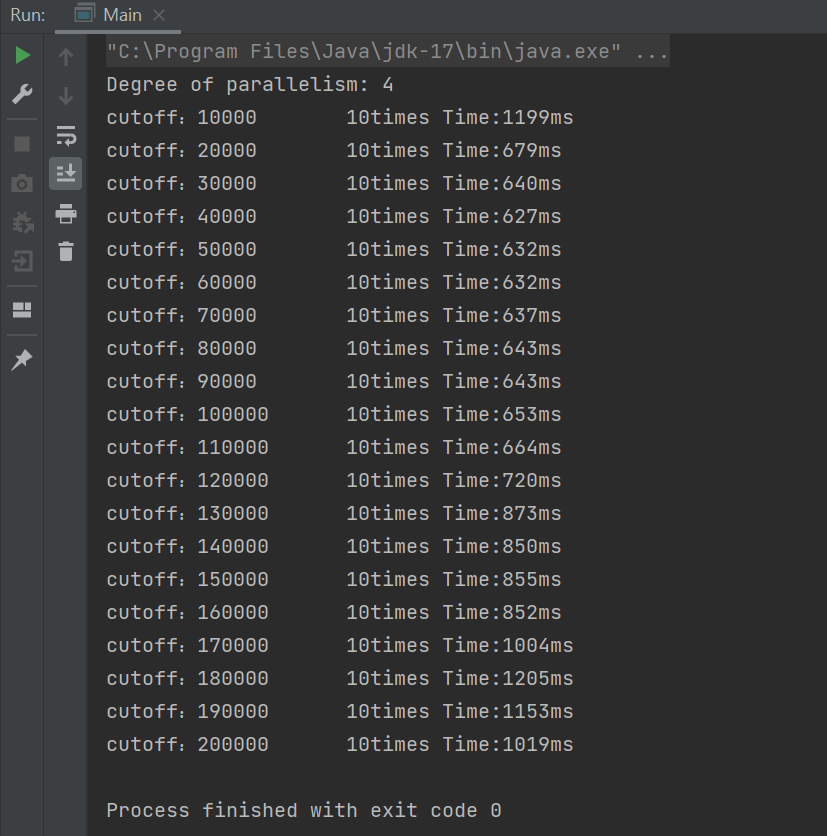 Run: Main
"C:\Program Files\Java\jdk-17\bin\java.exe" ...
Degree of parallelism: 4
cutoff：10000 10times Time:1199ms
cutoff：20000 10times Time:679ms
cutoff：30000 10times Time:640ms
cutoff：40000 10times Time:627ms
cutoff：50000 10times Time:632ms
cutoff：60000 10times Time:632ms
cutoff：70000 10times Time:637ms
cutoff：80000 10times Time:643ms
cutoff：90000 10times Time:643ms
cutoff：100000 10times Time:653ms
cutoff：110000 10times Time:664ms
cutoff：120000 10times Time:720ms
cutoff：130000 10times Time:873ms
cutoff：140000 10times Time:850ms
cutoff：150000 10times Time:855ms
cutoff：160000 10times Time:852ms
cutoff：170000 10times Time:1004ms
cutoff：180000 10times Time:1205ms
cutoff：190000 10times Time:1153ms
cutoff：200000 10times Time:1019ms
Process finished with exit code 0